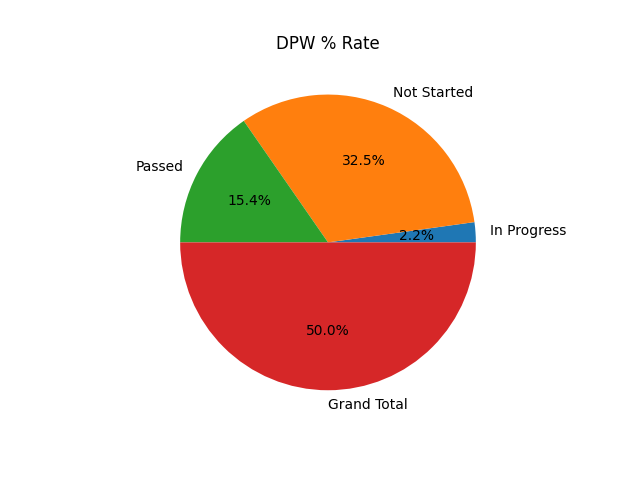 DPW % Rate
Not Started
32.5%
Passed
15.4%
In Progress
2.2%
50.0%
Grand Total